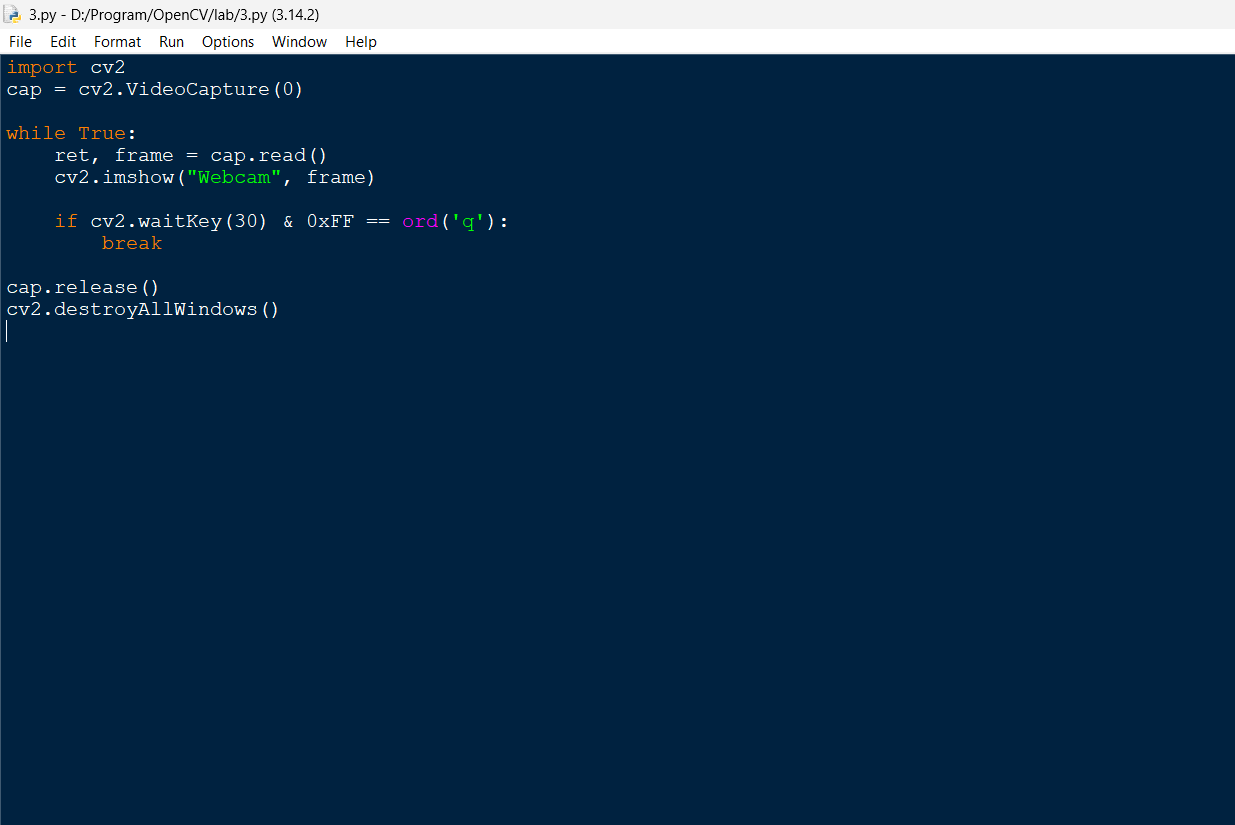 3.py - D:/Program/OpenCV/lab/3.py (3.14.2)
File Edit Format Run Options Window Help
import cv2
cap = cv2.VideoCapture(0)

while True:
    ret, frame = cap.read()
    cv2.imshow("Webcam", frame)

    if cv2.waitKey(30) & 0xFF == ord('q'):
        break

cap.release()
cv2.destroyAllWindows()